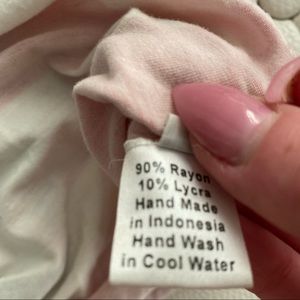 90% Rayon
10% Lycra
Hand Made
in Indonesia
Hand Wash
in Cool Water